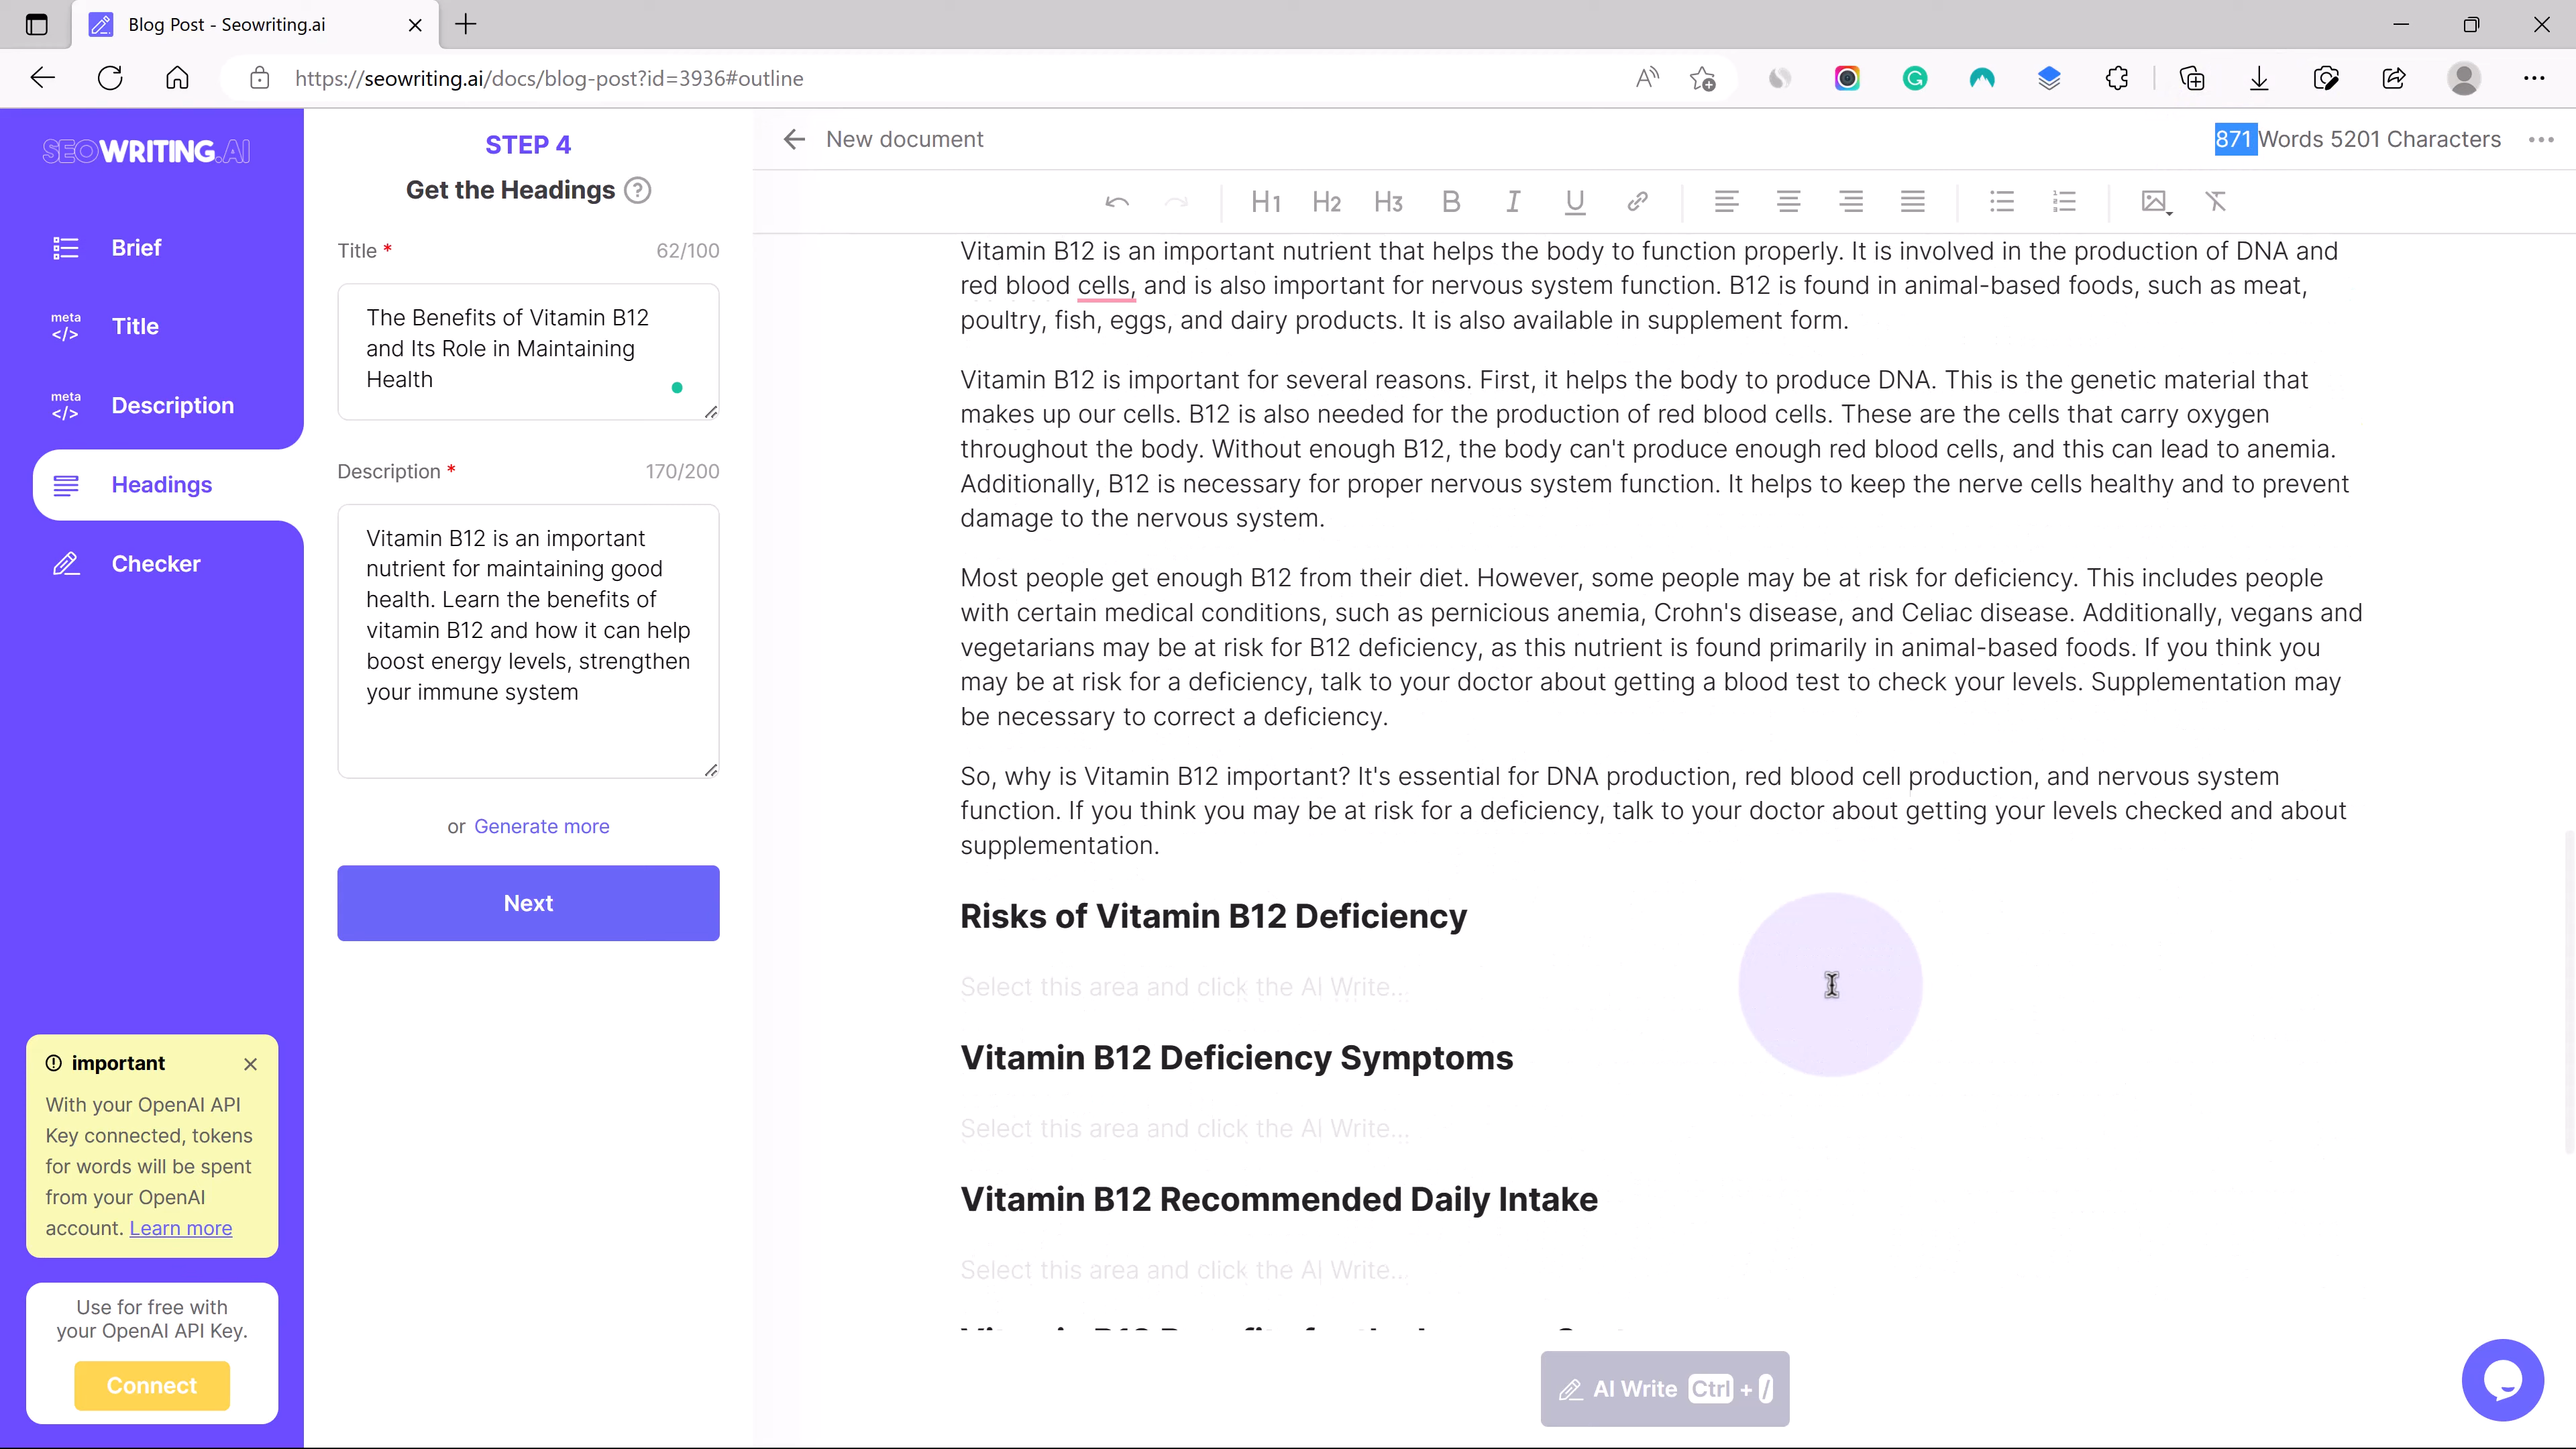 Blog Post - Seowriting.ai
https://seowriting.ai/docs/blog-post?id=3936#outline
SEOWRITING.AI
Brief
meta
</>
Title
meta
</>
Description
Headings
Checker
important
With your OpenAI API
Key connected, tokens
for words will be spent
from your OpenAI
account. Learn more
Use for free with
your OpenAI API Key.
Connect
STEP 4
Get the Headings ?
Title * 62/100
The Benefits of Vitamin B12
and Its Role in Maintaining
Health
Description * 170/200
Vitamin B12 is an important
nutrient for maintaining good
health. Learn the benefits of
vitamin B12 and how it can help
boost energy levels, strengthen
your immune system
or Generate more
Next
New document
871 Words 5201 Characters
H1 H2 H3 B I U
Vitamin B12 is an important nutrient that helps the body to function properly. It is involved in the production of DNA and
red blood cells, and is also important for nervous system function. B12 is found in animal-based foods, such as meat,
poultry, fish, eggs, and dairy products. It is also available in supplement form.
Vitamin B12 is important for several reasons. First, it helps the body to produce DNA. This is the genetic material that
makes up our cells. B12 is also needed for the production of red blood cells. These are the cells that carry oxygen
throughout the body. Without enough B12, the body can't produce enough red blood cells, and this can lead to anemia.
Additionally, B12 is necessary for proper nervous system function. It helps to keep the nerve cells healthy and to prevent
damage to the nervous system.
Most people get enough B12 from their diet. However, some people may be at risk for deficiency. This includes people
with certain medical conditions, such as pernicious anemia, Crohn's disease, and Celiac disease. Additionally, vegans and
vegetarians may be at risk for B12 deficiency, as this nutrient is found primarily in animal-based foods. If you think you
may be at risk for a deficiency, talk to your doctor about getting a blood test to check your levels. Supplementation may
be necessary to correct a deficiency.
So, why is Vitamin B12 important? It's essential for DNA production, red blood cell production, and nervous system
function. If you think you may be at risk for a deficiency, talk to your doctor about getting your levels checked and about
supplementation.
Risks of Vitamin B12 Deficiency
Select this area and click the AI Write...
Vitamin B12 Deficiency Symptoms
Select this area and click the AI Write...
Vitamin B12 Recommended Daily Intake
Select this area and click the AI Write...
AI Write Ctrl + /